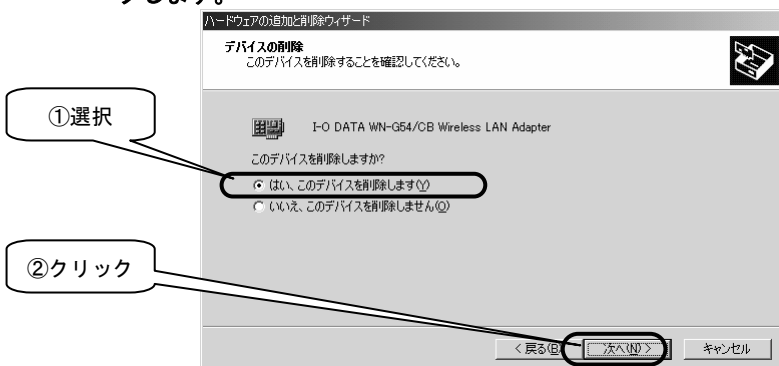 クします。
ハードウェアの追加と削除ウィザード
デバイスの削除
このデバイスを削除することを確認してください。
①選択
I-O DATA WN-G54/CB Wireless LAN Adapter
このデバイスを削除しますか?
はい、このデバイスを削除します(Y)
いいえ、このデバイスを削除しません(O)
②クリック
< 戻る(B)
次へ(N) >
キャンセル